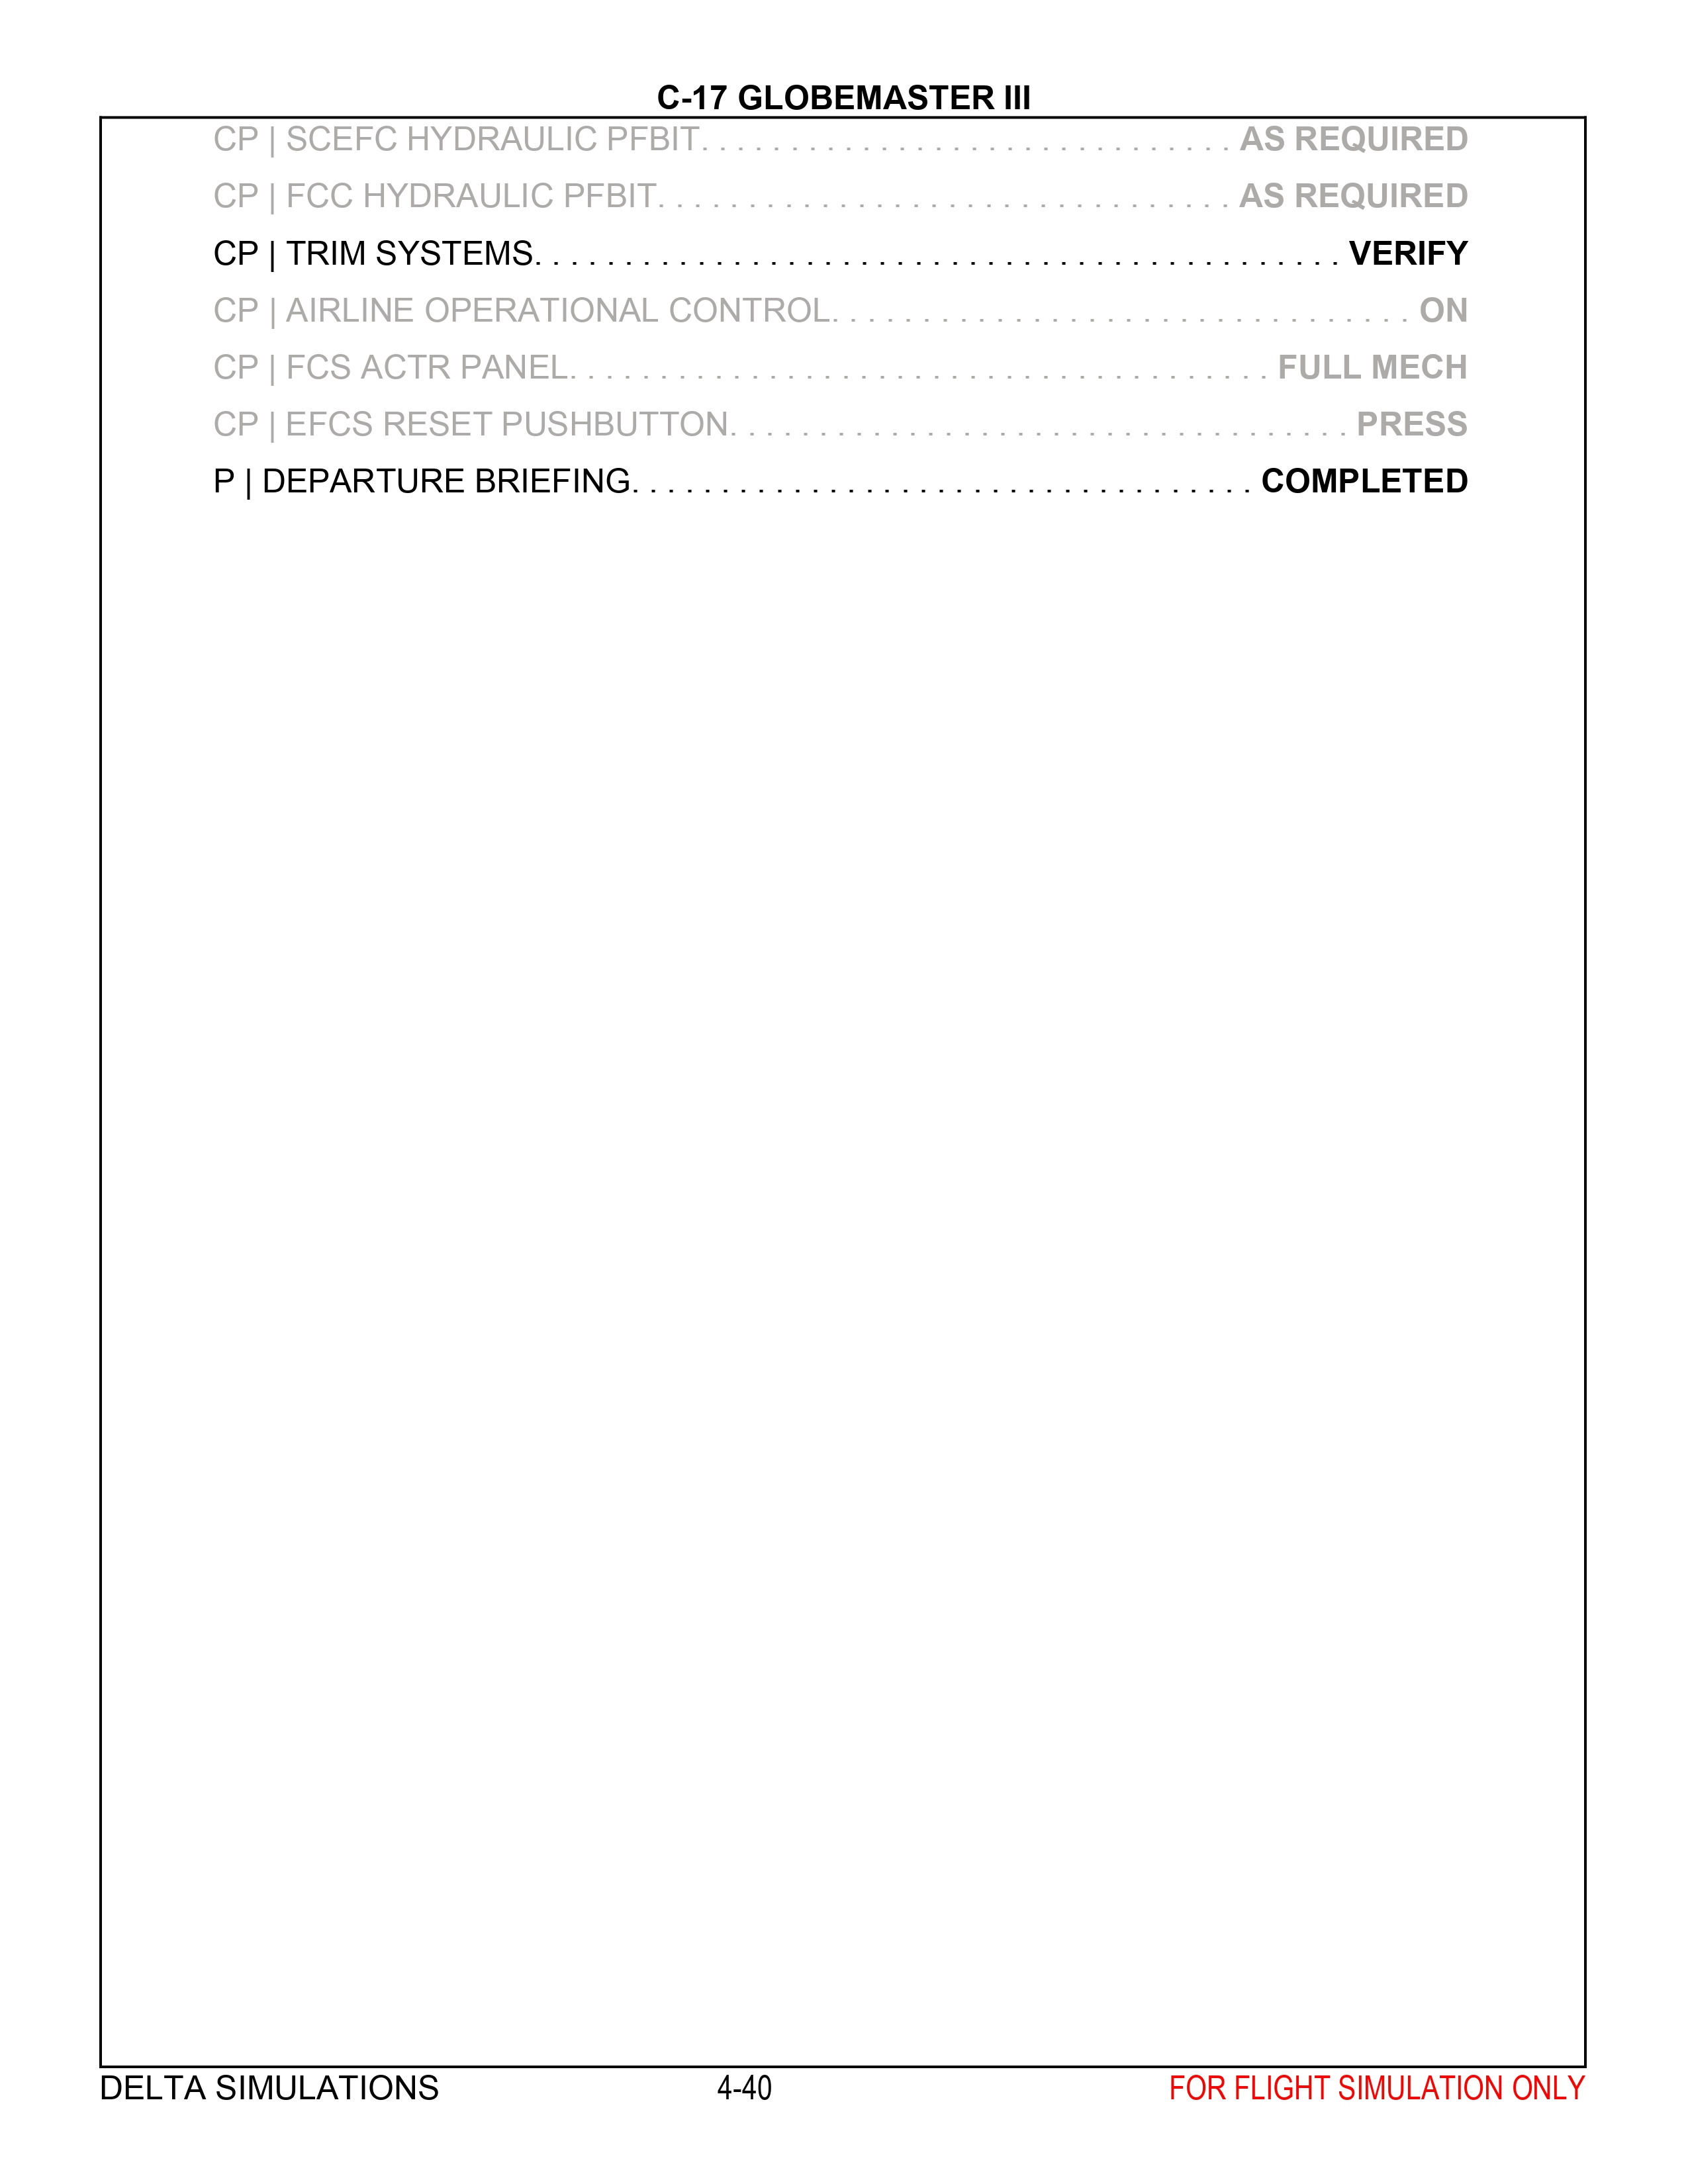 C-17 GLOBEMASTER III
CP | SCEFC HYDRAULIC PFBIT. . . . . . . . . . . . . . . . . . . . . . . . . . . . . AS REQUIRED
CP | FCC HYDRAULIC PFBIT. . . . . . . . . . . . . . . . . . . . . . . . . . . . . . . . AS REQUIRED
CP | TRIM SYSTEMS. . . . . . . . . . . . . . . . . . . . . . . . . . . . . . . . . . . . . . . . . . . . . VERIFY
CP | AIRLINE OPERATIONAL CONTROL. . . . . . . . . . . . . . . . . . . . . . . . . . . . . . . . ON
CP | FCS ACTR PANEL. . . . . . . . . . . . . . . . . . . . . . . . . . . . . . . . . . . . . . . FULL MECH
CP | EFCS RESET PUSHBUTTON. . . . . . . . . . . . . . . . . . . . . . . . . . . . . . . . . . . PRESS
P | DEPARTURE BRIEFING. . . . . . . . . . . . . . . . . . . . . . . . . . . . . . . . . . . COMPLETED
DELTA SIMULATIONS 4-40 FOR FLIGHT SIMULATION ONLY